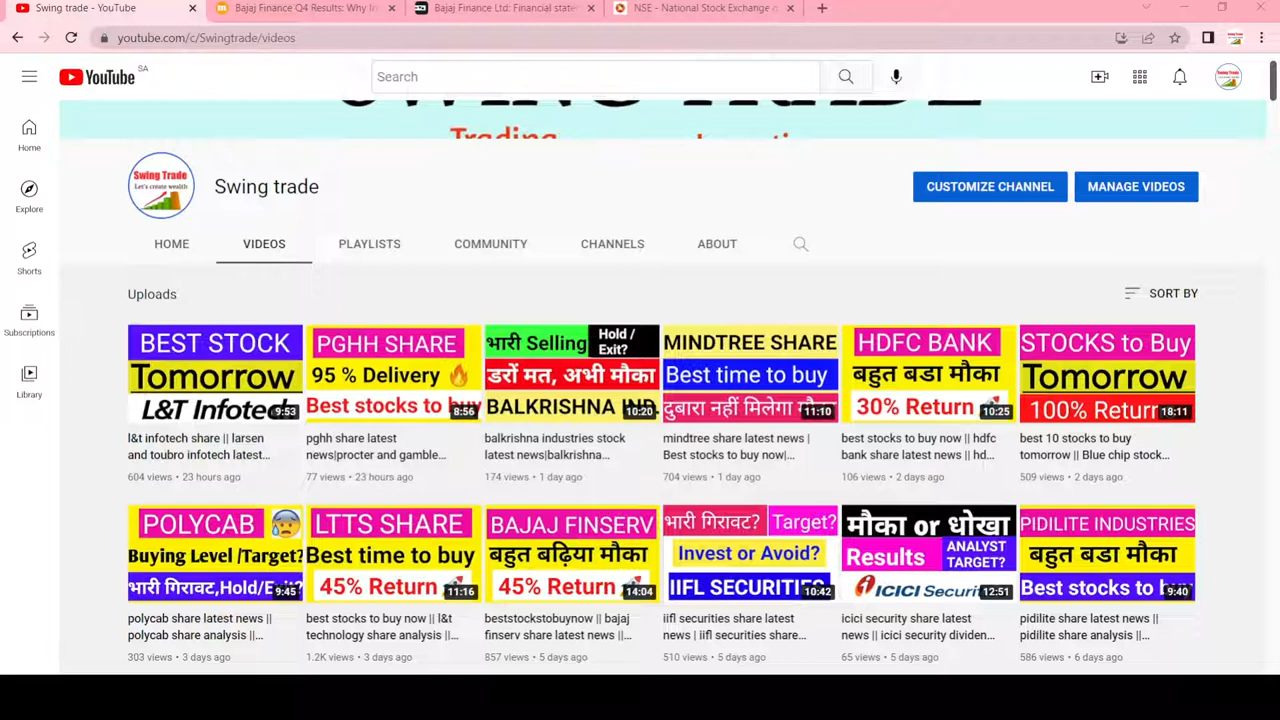 Swing trade - YouTube
Bajaj Finance Q4 Results: Why In
Bajaj Finance Ltd: Financial stater
NSE - National Stock Exchange o
youtube.com/c/Swingtrade/videos
YouTube SA
Search
SWING TRADE
Trading
Home
Explore
Shorts
Subscriptions
Library
Swing Trade
Let's create wealth
Swing trade
CUSTOMIZE CHANNEL
MANAGE VIDEOS
HOME
VIDEOS
PLAYLISTS
COMMUNITY
CHANNELS
ABOUT
Uploads
SORT BY
BEST STOCK
Tomorrow
L&T Infotech
9:53
l&t infotech share || larsen
and toubro infotech latest...
604 views • 23 hours ago
PGHH SHARE
95 % Delivery 🔥
Best stocks to buy
8:56
pghh share latest
news|procter and gamble...
77 views • 23 hours ago
भारी Selling
Hold /
Exit?
डरों मत, अभी मौका
BALKRISHNA IND.
10:20
balkrishna industries stock
latest news|balkrishna...
174 views • 1 day ago
MINDTREE SHARE
Best time to buy
दुबारा नहीं मिलेगा मौका
11:10
mindtree share latest news |
Best stocks to buy now|...
704 views • 1 day ago
HDFC BANK
बहुत बडा मौका
30% Return
10:25
best stocks to buy now || hdfc
bank share latest news || hd...
106 views • 2 days ago
STOCKS to Buy
Tomorrow
100% Return
18:11
best 10 stocks to buy
tomorrow || Blue chip stock...
509 views • 2 days ago
POLYCAB 😰
Buying Level /Target?
भारी गिरावट,Hold/Exit?
9:45
polycab share latest news ||
polycab share analysis ||...
303 views • 3 days ago
LTTS SHARE
Best time to buy
45% Return
11:16
best stocks to buy now || l&t
technology share analysis ||...
1.2K views • 3 days ago
BAJAJ FINSERV
बहुत बढ़िया मौका
45% Return
14:04
beststockstobuynow || bajaj
finserv share latest news ||...
857 views • 5 days ago
भारी गिरावट?
Target?
Invest or Avoid?
IIFL SECURITIES
10:42
iifl securities share latest
news | iifl securities share...
510 views • 5 days ago
मौका or धोखा
Results
ANALYST
TARGET?
ICICI Securi
12:51
icici security share latest
news || icici security dividen...
65 views • 5 days ago
PIDILITE INDUSTRIES
बहुत बडा मौका
Best stocks to buy
9:40
pidilite share latest news ||
pidilite share analysis ||...
586 views • 6 days ago